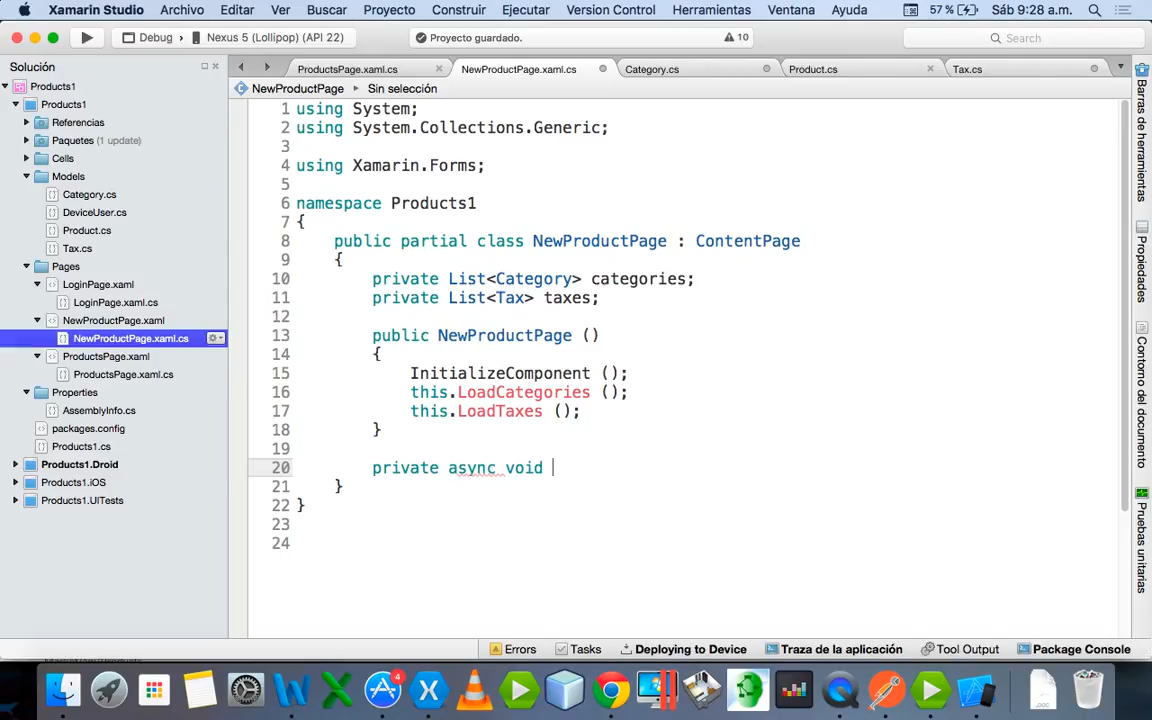 Xamarin Studio Archivo Editar Ver Buscar Proyecto Construir Ejecutar Version Control Herramientas Ventana Ayuda 57 % Sáb 9:28 a.m.
Debug Nexus 5 (Lollipop) (API 22) Proyecto guardado. 10 Search
Solución
Products1
Products1
Referencias
Paquetes (1 update)
Cells
Models
Category.cs
DeviceUser.cs
Product.cs
Tax.cs
Pages
LoginPage.xaml
LoginPage.xaml.cs
NewProductPage.xaml
NewProductPage.xaml.cs
ProductsPage.xaml
ProductsPage.xaml.cs
Properties
AssemblyInfo.cs
packages.config
Products1.cs
Products1.Droid
Products1.iOS
Products1.UITests
ProductsPage.xaml.cs NewProductPage.xaml.cs Category.cs Product.cs Tax.cs
NewProductPage Sin selección
1 using System;
2 using System.Collections.Generic;
3
4 using Xamarin.Forms;
5
6 namespace Products1
7 {
8 public partial class NewProductPage : ContentPage
9 {
10 private List<Category> categories;
11 private List<Tax> taxes;
12
13 public NewProductPage ()
14 {
15 InitializeComponent ();
16 this.LoadCategories ();
17 this.LoadTaxes ();
18 }
19
20 private async void
21 }
22 }
23
24
Barras de herramientas
Propiedades
Contorno del documento
Pruebas unitarias
Errors Tasks Deploying to Device Traza de la aplicación Tool Output Package Console
4